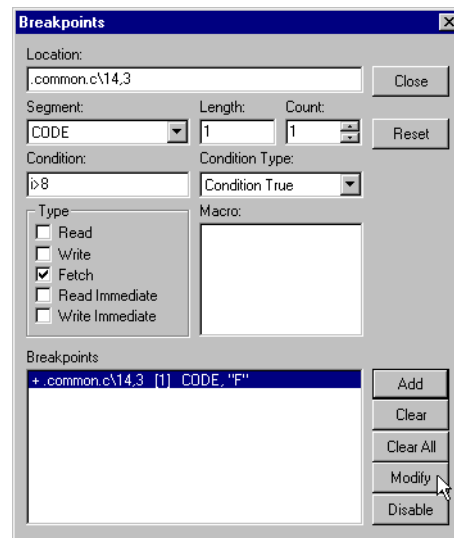 Breakpoints
Location:
.common.c\14,3
Close
Segment: Length: Count:
CODE 1 1
Reset
Condition: Condition Type:
i>8 Condition True
Type Macro:
Read
Write
Fetch
Read Immediate
Write Immediate
Breakpoints
+ .common.c\14,3 [1] CODE, "F"
Add
Clear
Clear All
Modify
Disable